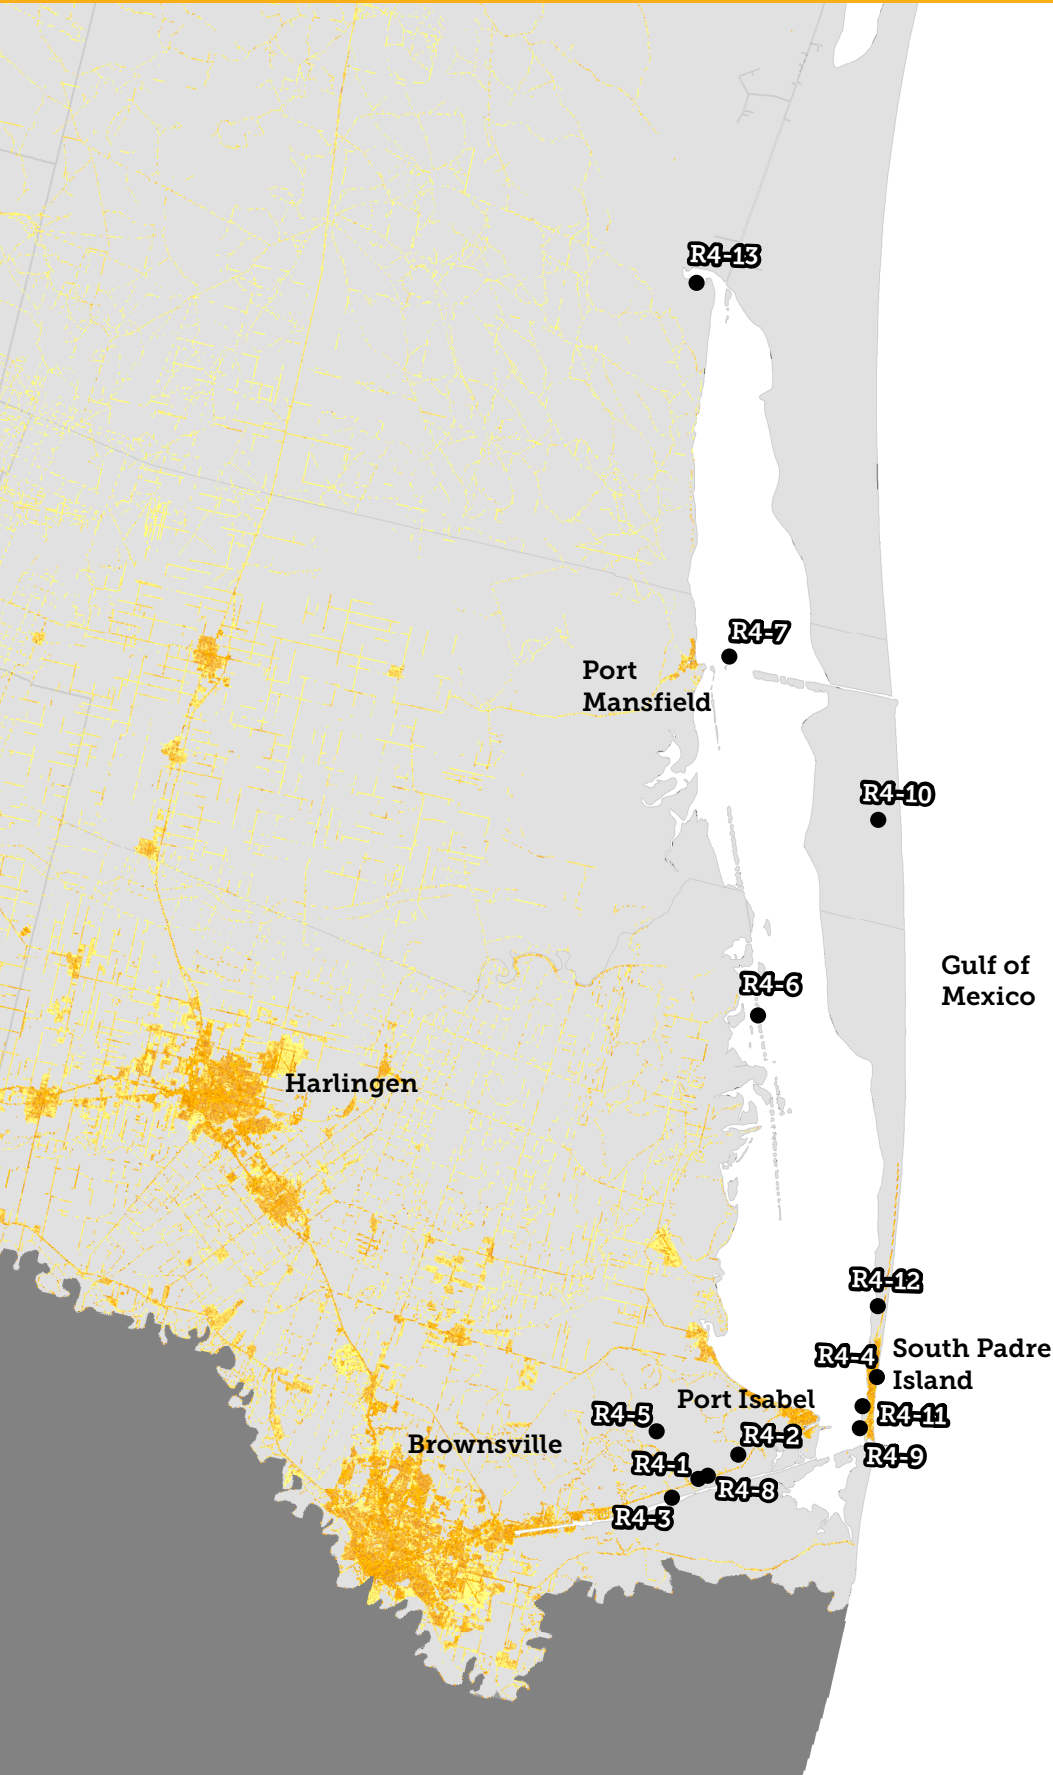 R4-13
R4-7
Port
Mansfield
R4-10
Gulf of
Mexico
R4-6
Harlingen
R4-12
South Padre
Island
R4-4
Port Isabel
R4-5
R4-11
R4-2
Brownsville
R4-9
R4-1
R4-8
R4-3